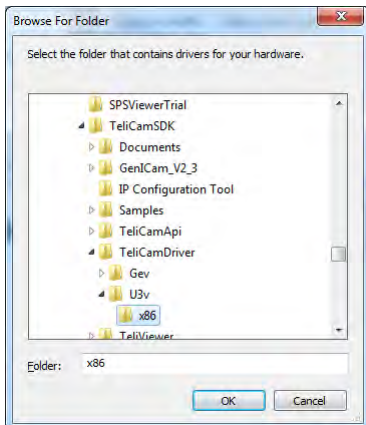 Browse For Folder
Select the folder that contains drivers for your hardware.
SPSViewerTrial
TeliCamSDK
Documents
GenICam_V2_3
IP Configuration Tool
Samples
TeliCamApi
TeliCamDriver
Gev
U3v
x86
TeliViewer
Folder: x86
OK Cancel